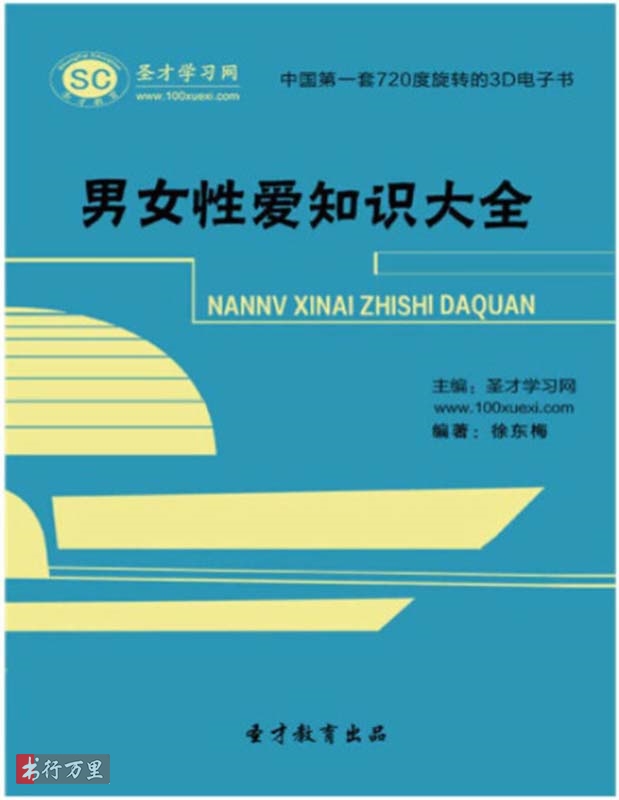 SC
圣才学习网
www.100xuexi.com
中国第一套720度旋转的3D电子书
男女性爱知识大全
NANNV XINAI ZHISHI DAQUAN
主编：圣才学习网
www.100xuexi.com
编著：徐东梅
圣才教育出品
书行万里